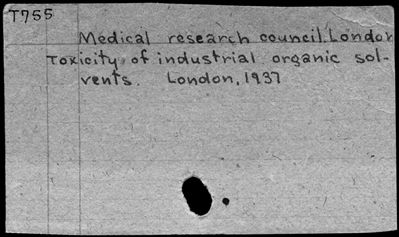 T755
Medical research council. London
Toxicity of industrial organic sol-
vents. London, 1937